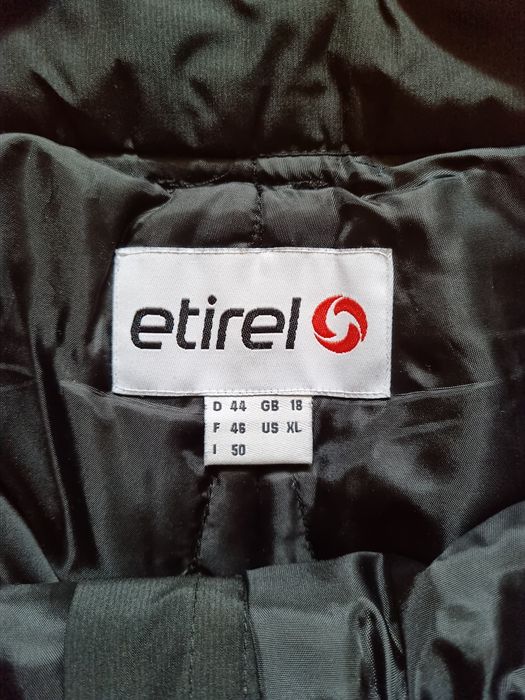 etirel
D 44 GB 18
F 46 US XL
I 50